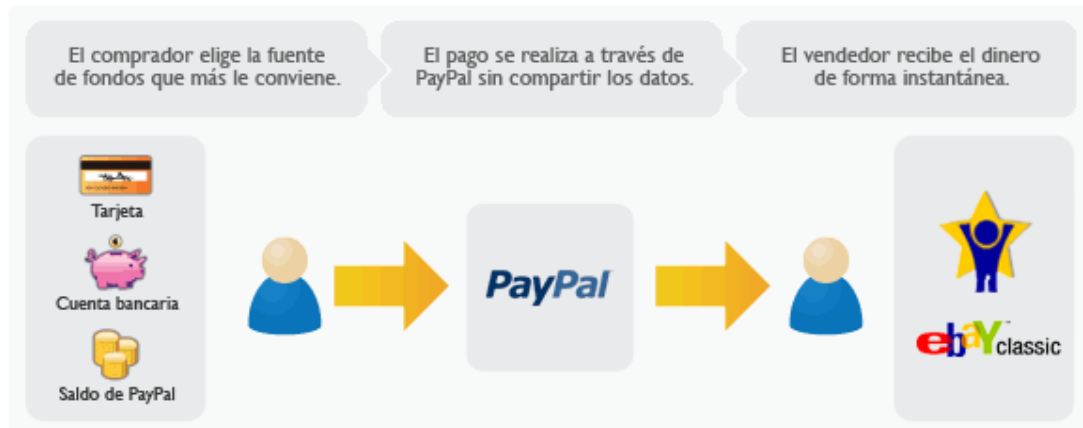 El comprador elige la fuente
de fondos que más le conviene.
El pago se realiza a través de
PayPal sin compartir los datos.
El vendedor recibe el dinero
de forma instantánea.
Tarjeta
Cuenta bancaria
Saldo de PayPal
PayPal
ebaY classic